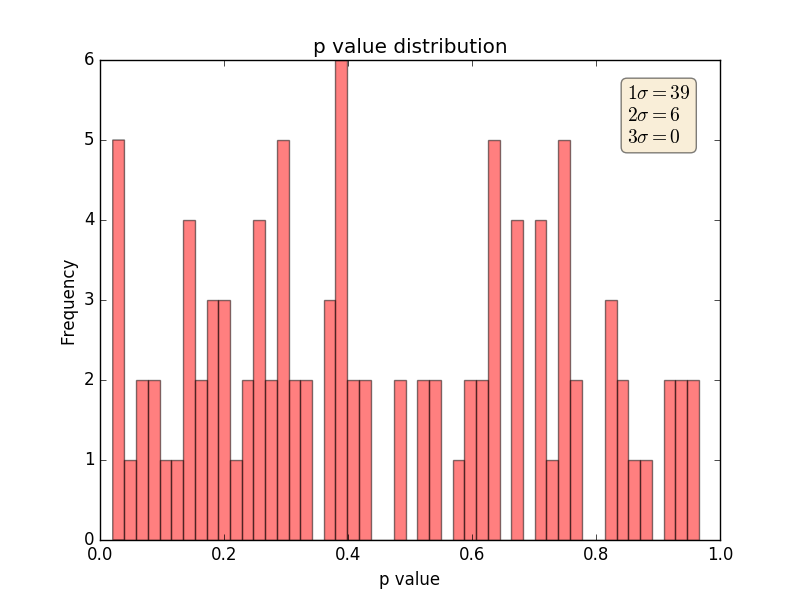 p value distribution
6
5
4
3
2
1
0
Frequency
1σ = 39
2σ = 6
3σ = 0
0.0 0.2 0.4 0.6 0.8 1.0
p value